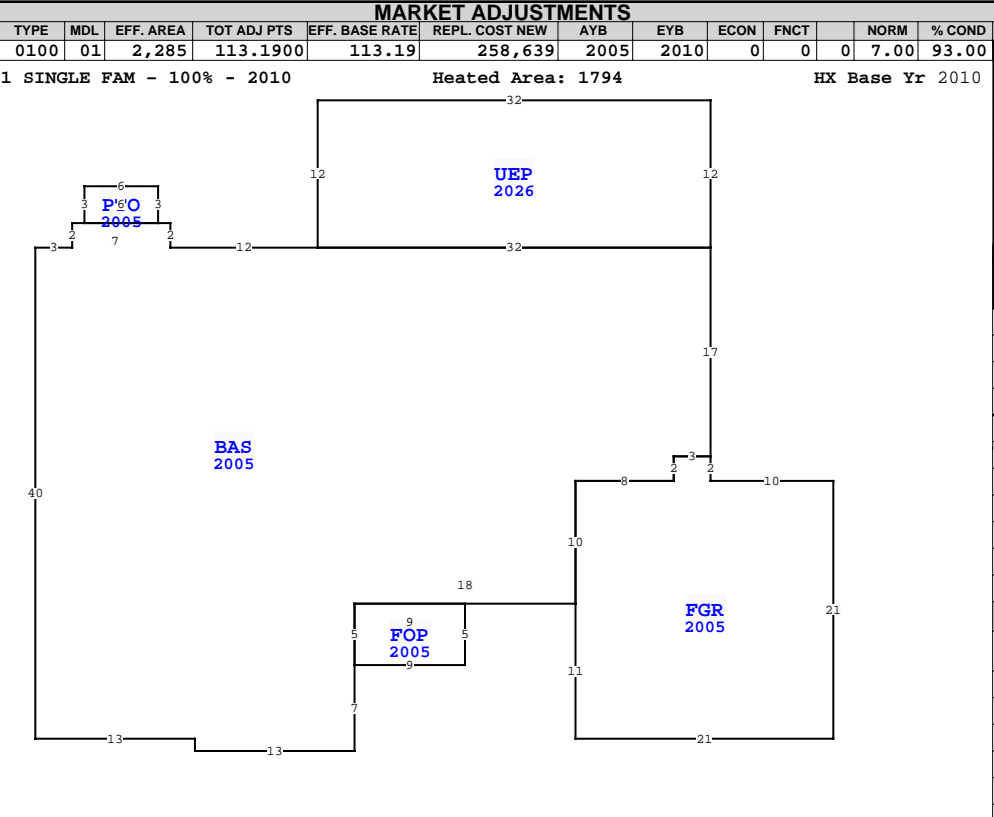 MARKET ADJUSTMENTS
TYPE MDL EFF. AREA TOT ADJ PTS EFF. BASE RATE REPL. COST NEW AYB EYB ECON FNCT NORM % COND
0100 01 2,285 113.1900 113.19 258,639 2005 2010 0 0 0 7.00 93.00
1 SINGLE FAM - 100% - 2010 Heated Area: 1794 HX Base Yr 2010
32
12 UEP 12
2026
6
3 6 3
2005
2 7 2
3 12 32
17
BAS
2005
3
2 2
8 10
40
10
18
FGR 21
2005
9
5 FOP 5
2005
9
11
7
13 21
13